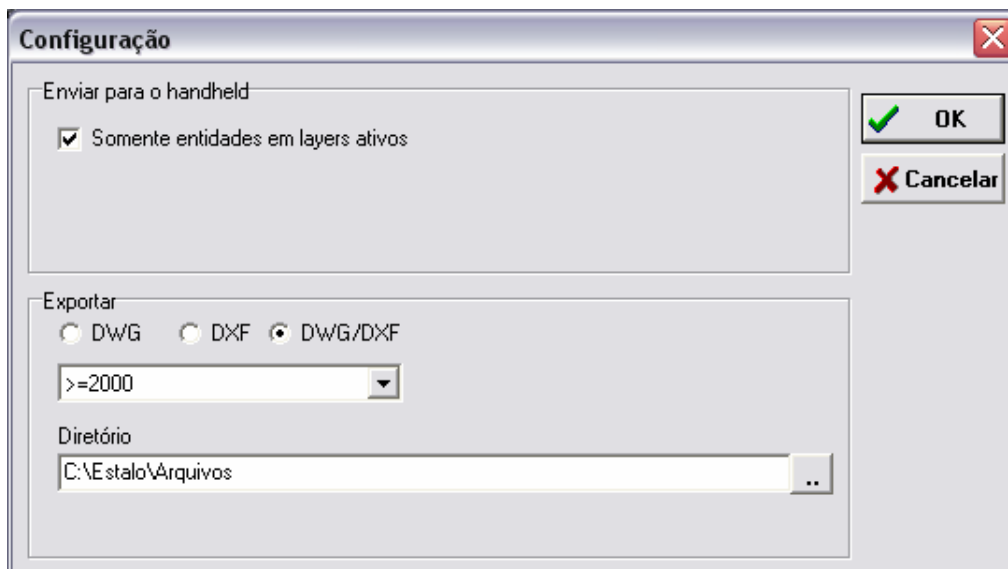 Configuração
Enviar para o handheld
OK
Somente entidades em layers ativos
Cancelar
Exportar
DWG DXF DWG/DXF
>=2000
Diretório
C:\Estalo\Arquivos
..